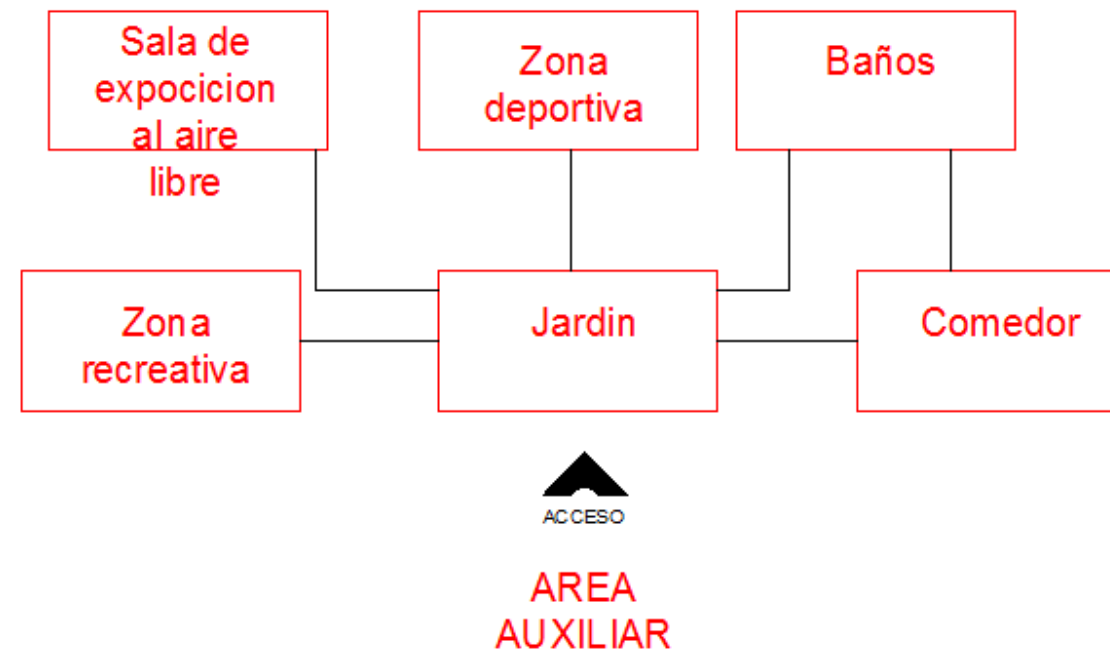 Sala de
expocicion
al aire
libre
Zona
deportiva
Baños
Zona
recreativa
Jardin
Comedor
ACCESO
AREA
AUXILIAR